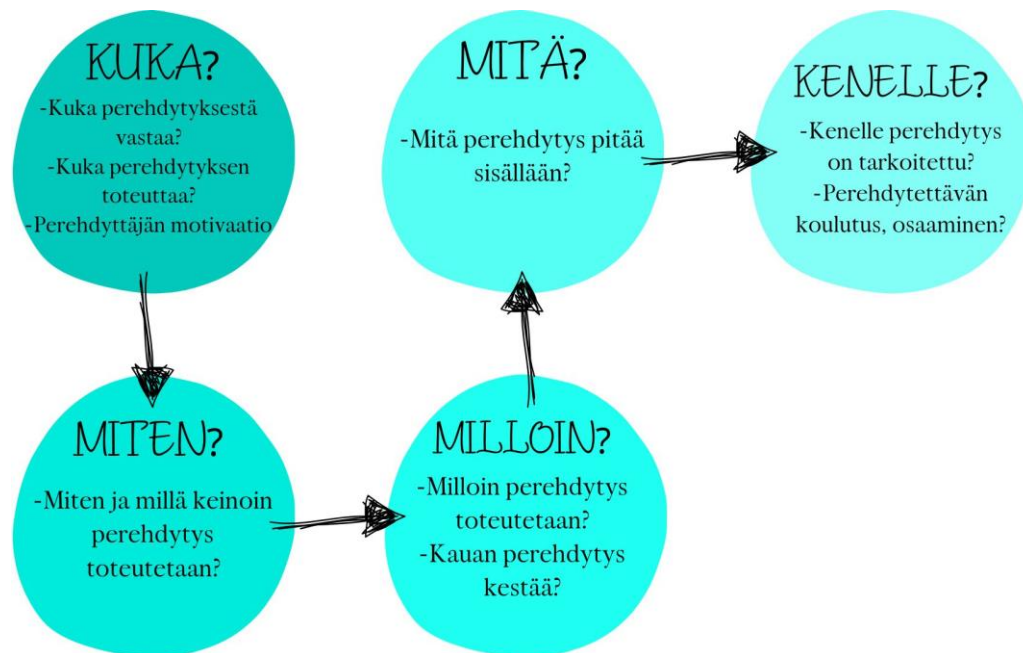 KUKA?
-Kuka perehdytyksestä
vastaa?
-Kuka perehdytyksen
toteuttaa?
-Perehdyttäjän motivaatio
MITEN?
-Miten ja millä keinoin
perehdytys
toteutetaan?
MILLOIN?
-Milloin perehdytys
toteutetaan?
-Kauan perehdytys
kestää?
MITÄ?
-Mitä perehdytys pitää
sisällään?
KENELLE?
-Kenelle perehdytys
on tarkoitettu?
-Perehdytettävän
koulutus, osaaminen?